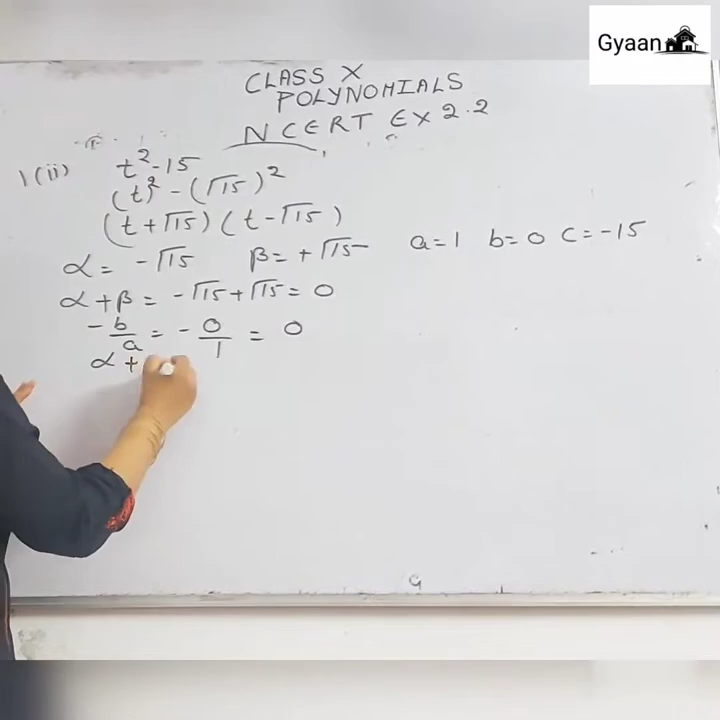 Gyaan
CLASS X
POLYNOMIALS
NCERT EX 2.2
1(ii) t² - 15
(t)² - (√15)²
(t + √15) (t - √15)
α = - √15 β = + √15 a = 1 b = 0 c = - 15
α + β = - √15 + √15 = 0
- b/a = - 0/1 = 0
α +